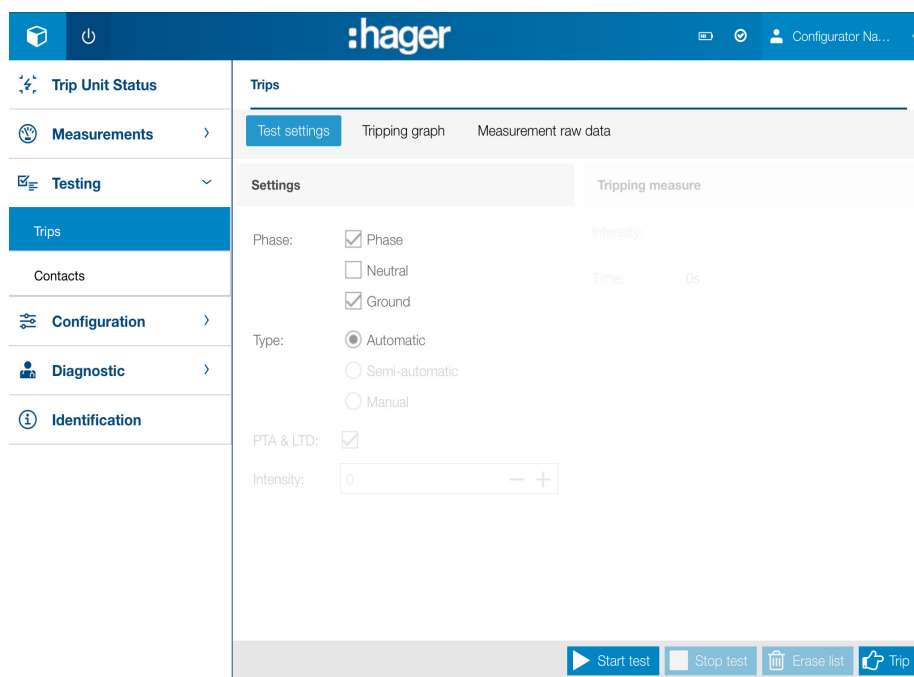 :hager
Configurator Na...
Trip Unit Status
Measurements
Testing
Trips
Contacts
Configuration
Diagnostic
Identification
Trips
Test settings
Tripping graph
Measurement raw data
Settings
Phase:
Phase
Neutral
Ground
Type:
Automatic
Semi-automatic
Manual
PTA & LTD:
Intensity:
0
Tripping measure
Intensity:
Time:
0s
Start test
Stop test
Erase list
Trip